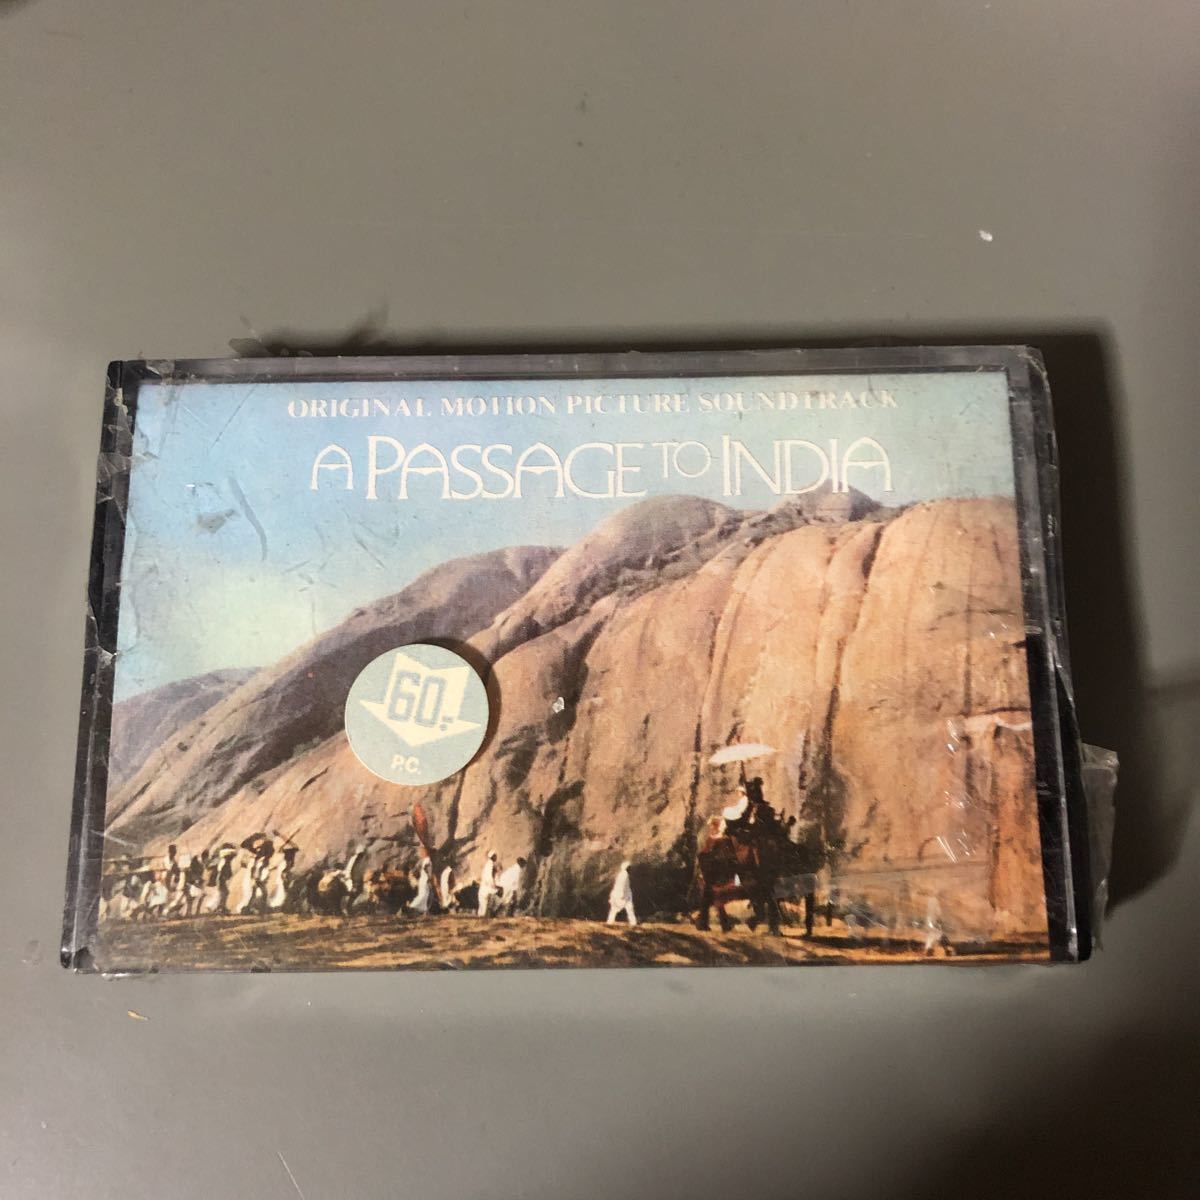 ORIGINAL MOTION PICTURE SOUNDTRACK
A PASSAGE TO INDIA
60.-
P.C.